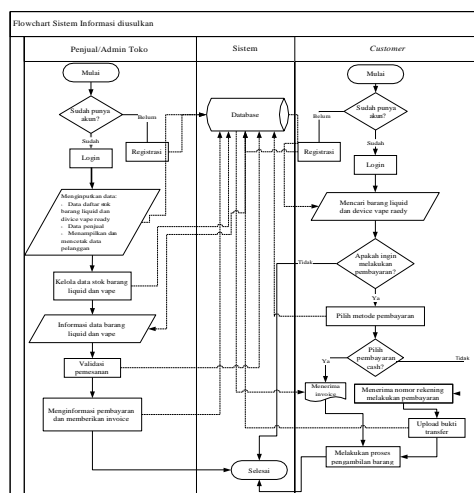 Flowchart Sistem Informasi diusulkan
Penjual/Admin Toko
Sistem
Customer
Mulai
Sudah punya
akun?
Belum
Sudah
Registrasi
Login
Menginputkan data:
- Data daftar stok
barang liquid dan
divice vape ready
- Data penjual
- Menampilkan dan
mencetak data
pelanggan
Kelola data stok barang
liquid dan vape
Informasi data barang
liquid dan vape
Validasi
pemesanan
Menginformasi pembayaran
dan memberikan invoice
Database
Selesai
Mulai
Sudah punya
akun?
Belum
Sudah
Registrasi
Login
Mencari barang liquid
dan device vape raedy
Apakah ingin
melakukan
pembayaran?
Tidak
Ya
Pilih metode pembayaran
Pilih
pembayaran
cash?
Ya
Tidak
Menerima
invoice
Menerima nomor rekening
melakukan pembayaran
Upload bukti
transfer
Melakukan proses
pengambilan barang